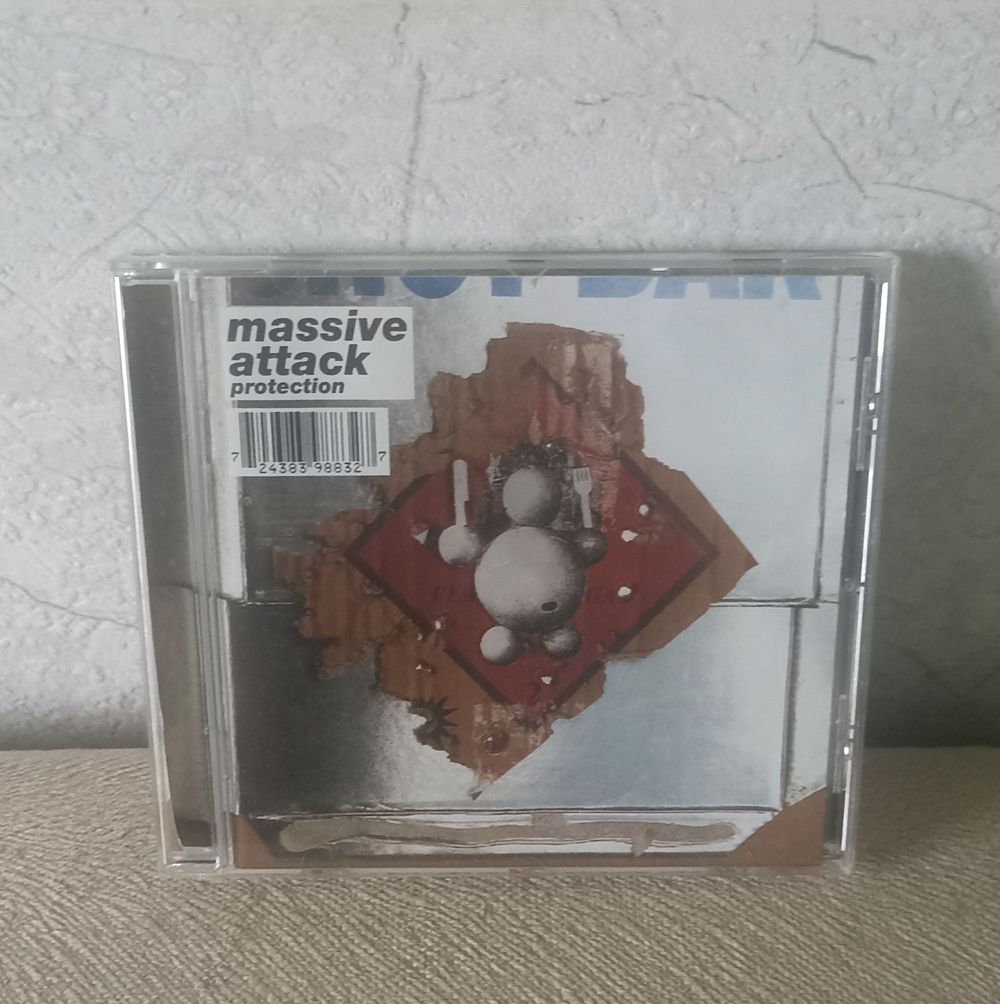 massive
attack
protection
7 24383 98832 7